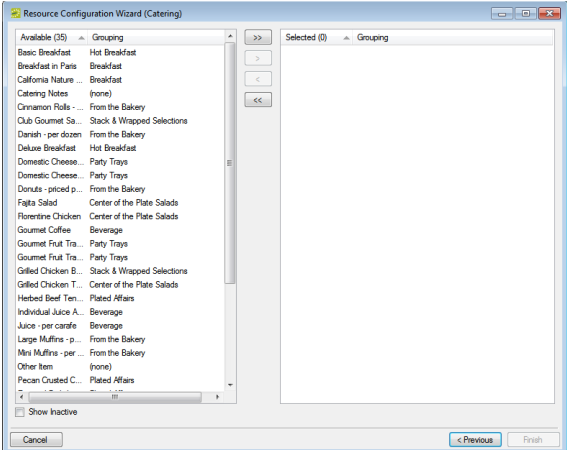 Resource Configuration Wizard (Catering)
Available (35) Grouping
Basic Breakfast Hot Breakfast
Breakfast in Paris Breakfast
California Nature ... Breakfast
Catering Notes (none)
Cinnamon Rolls - ... From the Bakery
Club Gourmet Sa... Stack & Wrapped Selections
Danish - per dozen From the Bakery
Deluxe Breakfast Hot Breakfast
Domestic Cheese... Party Trays
Domestic Cheese... Party Trays
Donuts - priced p... From the Bakery
Fajita Salad Center of the Plate Salads
Florentine Chicken Center of the Plate Salads
Gourmet Coffee Beverage
Gourmet Fruit Tra... Party Trays
Gourmet Fruit Tra... Party Trays
Grilled Chicken B... Stack & Wrapped Selections
Grilled Chicken T... Center of the Plate Salads
Herbed Beef Ten... Plated Affairs
Individual Juice A... Beverage
Juice - per carafe Beverage
Large Muffins - p... From the Bakery
Mini Muffins - per ... From the Bakery
Other Item (none)
Pecan Crusted C... Plated Affairs
Show Inactive
>>
>
<
<<
Selected (0) Grouping
Cancel
< Previous Finish